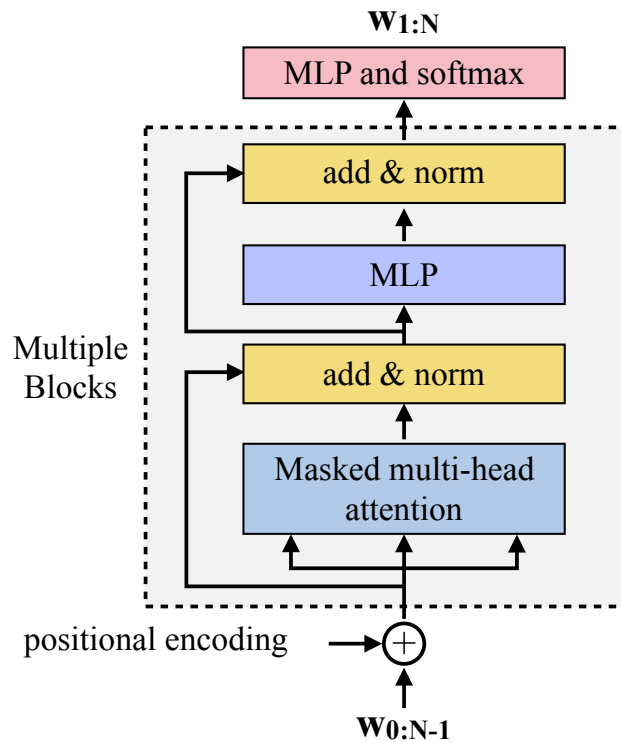 w1:N
MLP and softmax
add & norm
MLP
Multiple
Blocks
add & norm
Masked multi-head
attention
positional encoding
+
w0:N-1